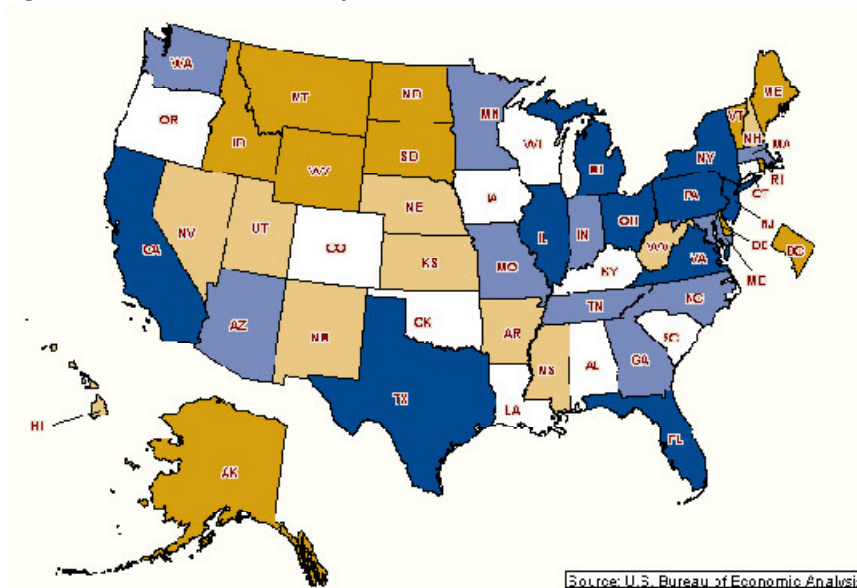 WA
MT
ND
MN
ME
VT
NH
MA
OR
ID
WY
SD
WI
MI
NY
RI
CT
IA
NE
PA
NJ
NV
UT
CO
IL
IN
OH
DE
DC
CA
KS
MO
WV
VA
MD
KY
AZ
NM
OK
AR
TN
NC
SC
MS
AL
GA
TX
LA
FL
HI
AK
Source: U.S. Bureau of Economic Analysis